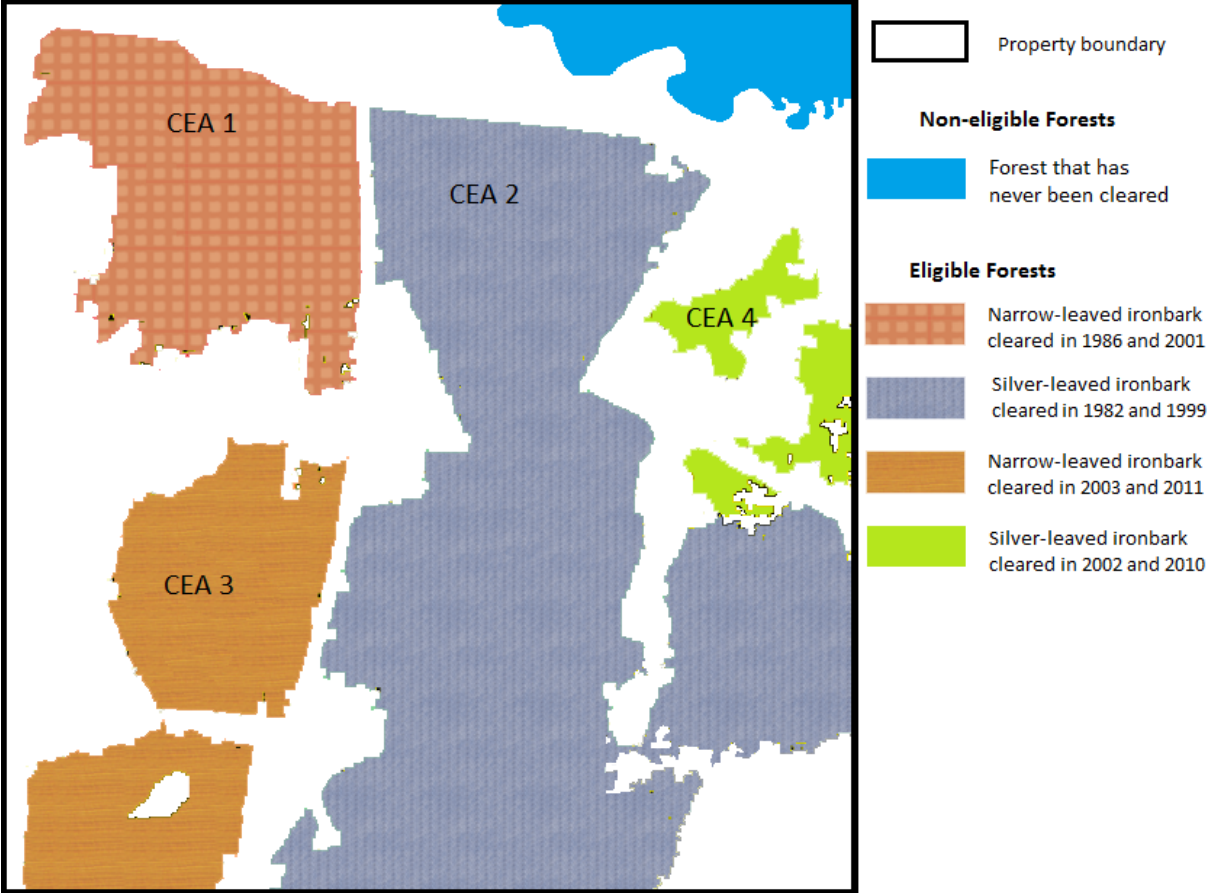 CEA 1
CEA 2
CEA 4
CEA 3
Property boundary
Non-eligible Forests
Forest that has
never been cleared
Eligible Forests
Narrow-leaved ironbark
cleared in 1986 and 2001
Silver-leaved ironbark
cleared in 1982 and 1999
Narrow-leaved ironbark
cleared in 2003 and 2011
Silver-leaved ironbark
cleared in 2002 and 2010